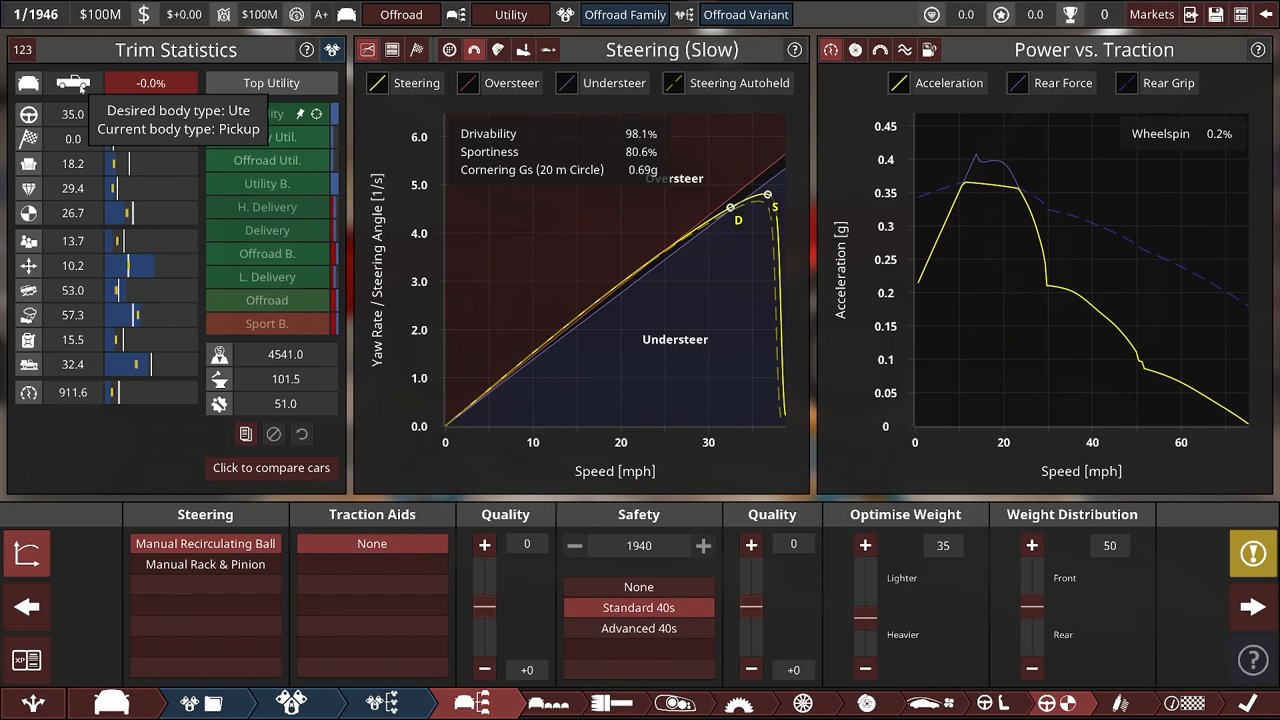 1/1946
$100M
$+0.00
$100M
A+
Offroad
Utility
Offroad Family
Offroad Variant
0.0
0.0
0
Markets
123
Trim Statistics
-0.0%
Top Utility
Desired body type: Ute
Current body type: Pickup
35.0
0.0
18.2
29.4
26.7
13.7
10.2
53.0
57.3
15.5
32.4
911.6
Util.
Offroad Util.
Utility B.
H. Delivery
Delivery
Offroad B.
L. Delivery
Offroad
Sport B.
4541.0
101.5
51.0
Click to compare cars
Steering (Slow)
Steering
Oversteer
Understeer
Steering Autoheld
Drivability 98.1%
Sportiness 80.6%
Cornering Gs (20 m Circle) 0.69g
Oversteer
Understeer
D
S
Yaw Rate / Steering Angle [1/s]
6.0
5.0
4.0
3.0
2.0
1.0
0.0
0 10 20 30
Speed [mph]
Power vs. Traction
Acceleration
Rear Force
Rear Grip
Wheelspin 0.2%
Acceleration [g]
0.45
0.4
0.35
0.3
0.25
0.2
0.15
0.1
0.05
0
0 20 40 60
Speed [mph]
Steering
Manual Recirculating Ball
Manual Rack & Pinion
Traction Aids
None
Quality
0
+0
Safety
1940
None
Standard 40s
Advanced 40s
Quality
0
+0
Optimise Weight
35
Lighter
Heavier
Weight Distribution
50
Front
Rear
XP